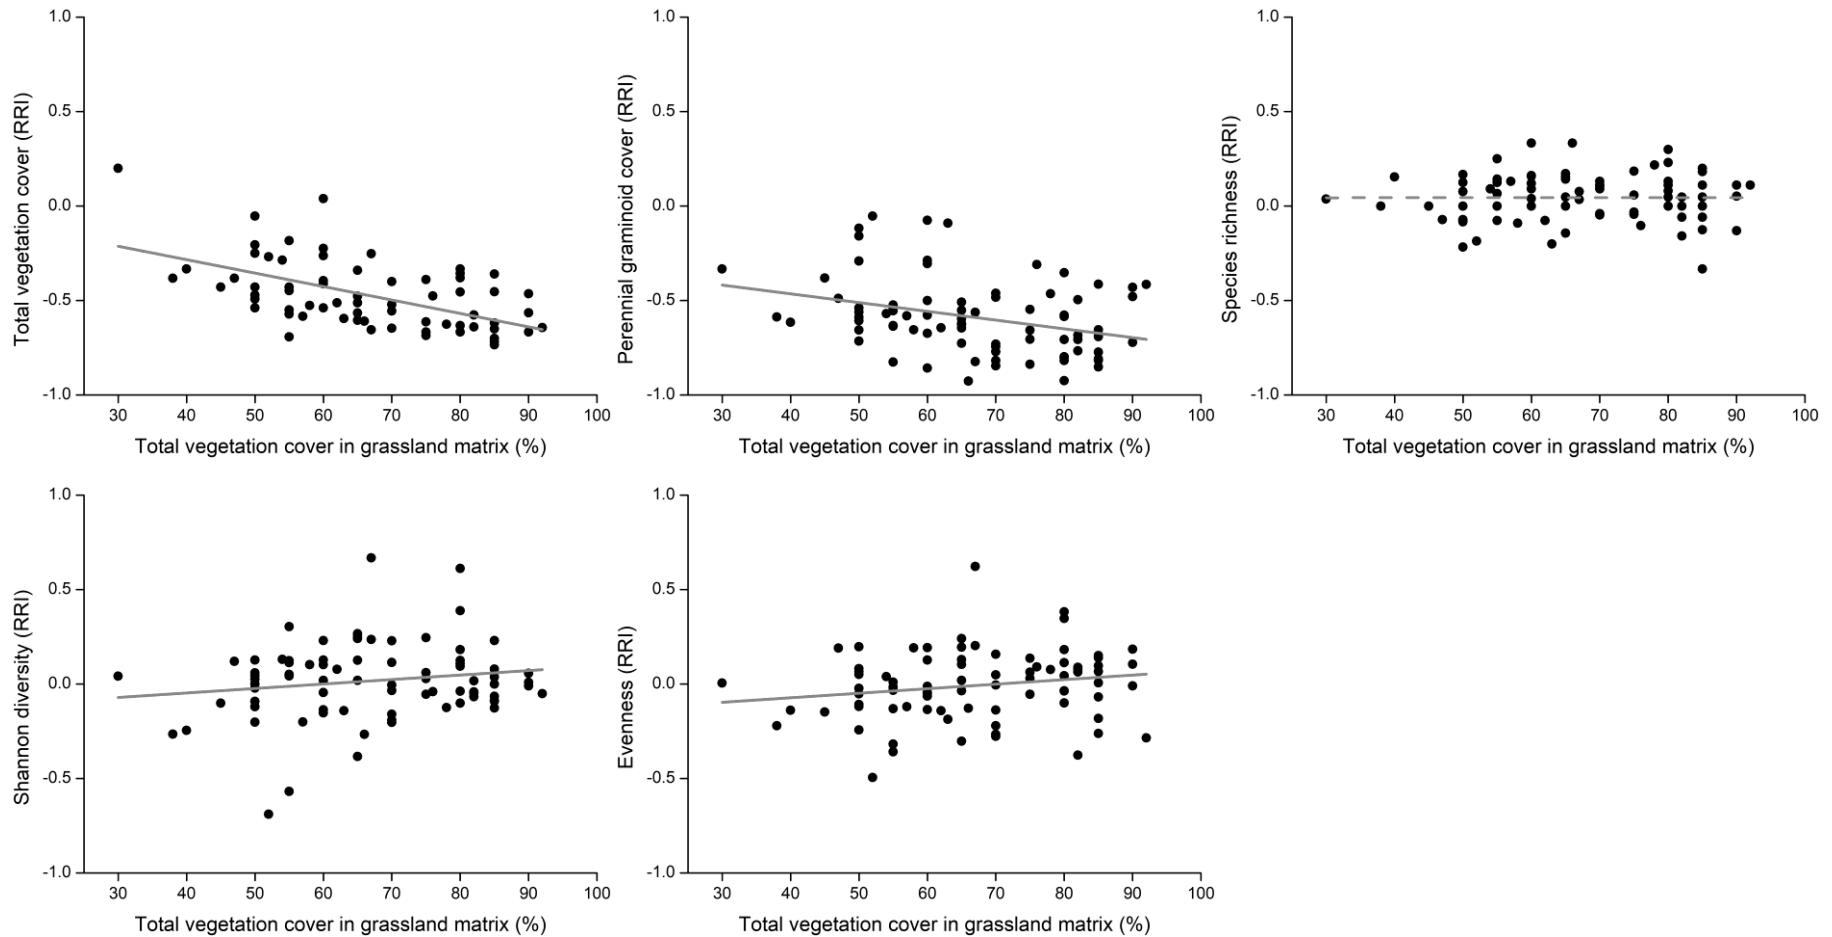 Total vegetation cover (RRI)
1.0
0.5
0.0
-0.5
-1.0
30 40 50 60 70 80 90 100
Total vegetation cover in grassland matrix (%)
Perennial graminoid cover (RRI)
1.0
0.5
0.0
-0.5
-1.0
30 40 50 60 70 80 90 100
Total vegetation cover in grassland matrix (%)
Species richness (RRI)
1.0
0.5
0.0
-0.5
-1.0
30 40 50 60 70 80 90 100
Total vegetation cover in grassland matrix (%)
Shannon diversity (RRI)
1.0
0.5
0.0
-0.5
-1.0
30 40 50 60 70 80 90 100
Total vegetation cover in grassland matrix (%)
Evenness (RRI)
1.0
0.5
0.0
-0.5
-1.0
30 40 50 60 70 80 90 100
Total vegetation cover in grassland matrix (%)